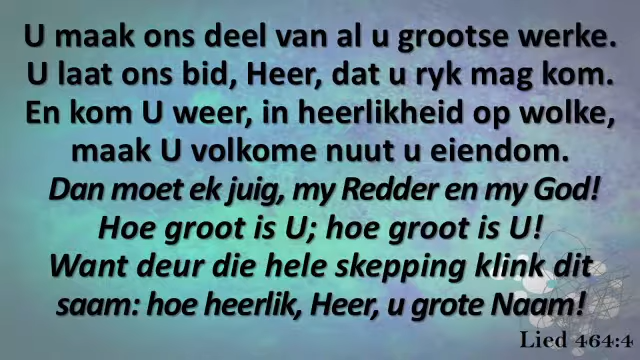 U maak ons deel van al u grootse werke.
U laat ons bid, Heer, dat u ryk mag kom.
En kom U weer, in heerlikheid op wolke,
maak U volkome nuut u eiendom.
Dan moet ek juig, my Redder en my God!
Hoe groot is U; hoe groot is U!
Want deur die hele skepping klink dit
saam: hoe heerlik, Heer, u grote Naam!
Lied 464:4